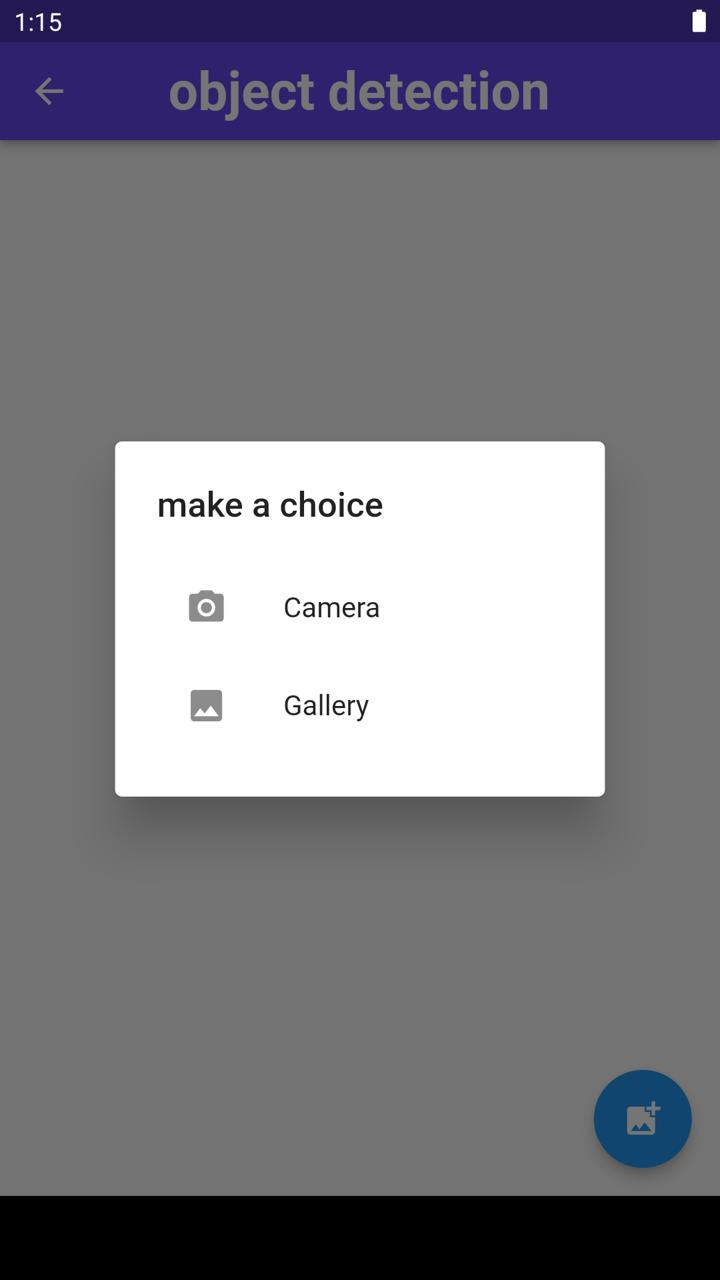 1:15
object detection
make a choice
Camera
Gallery